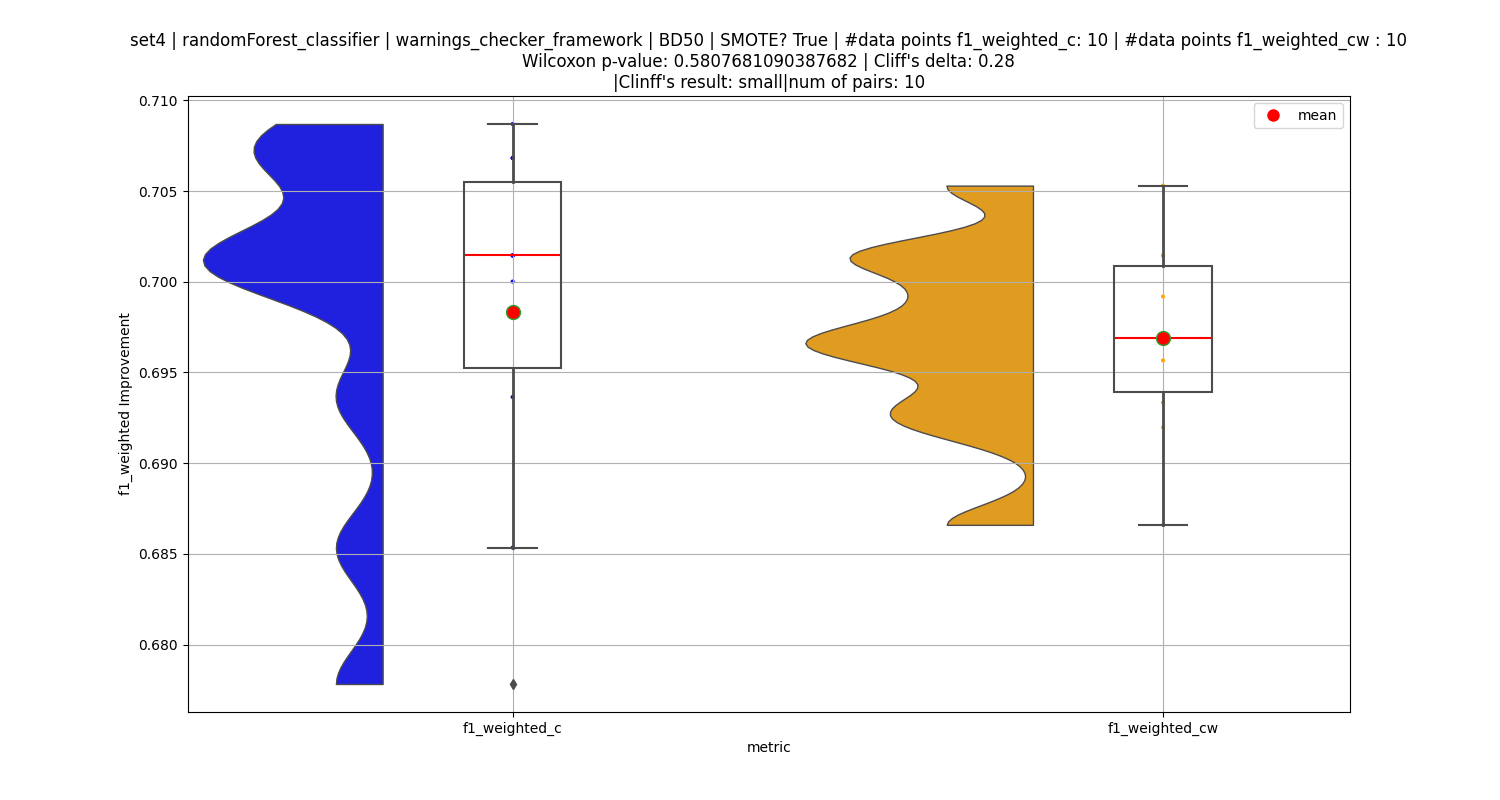 set4 | randomForest_classifier | warnings_checker_framework | BD50 | SMOTE? True | #data points f1_weighted_c: 10 | #data points f1_weighted_cw : 10
Wilcoxon p-value: 0.5807681090387682 | Cliff's delta: 0.28
|Clinff's result: small|num of pairs: 10
mean
0.710
0.705
0.700
0.695
0.690
0.685
0.680
f1_weighted Improvement
f1_weighted_c
f1_weighted_cw
metric